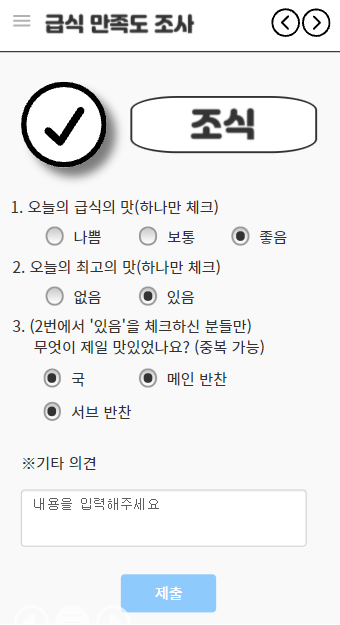 급식 만족도 조사
조식
1. 오늘의 급식의 맛(하나만 체크)
나쁨 보통 좋음
2. 오늘의 최고의 맛(하나만 체크)
없음 있음
3. (2번에서 '있음'을 체크하신 분들만)
무엇이 제일 맛있었나요? (중복 가능)
국 메인 반찬
서브 반찬
※기타 의견
내용을 입력해주세요
제출